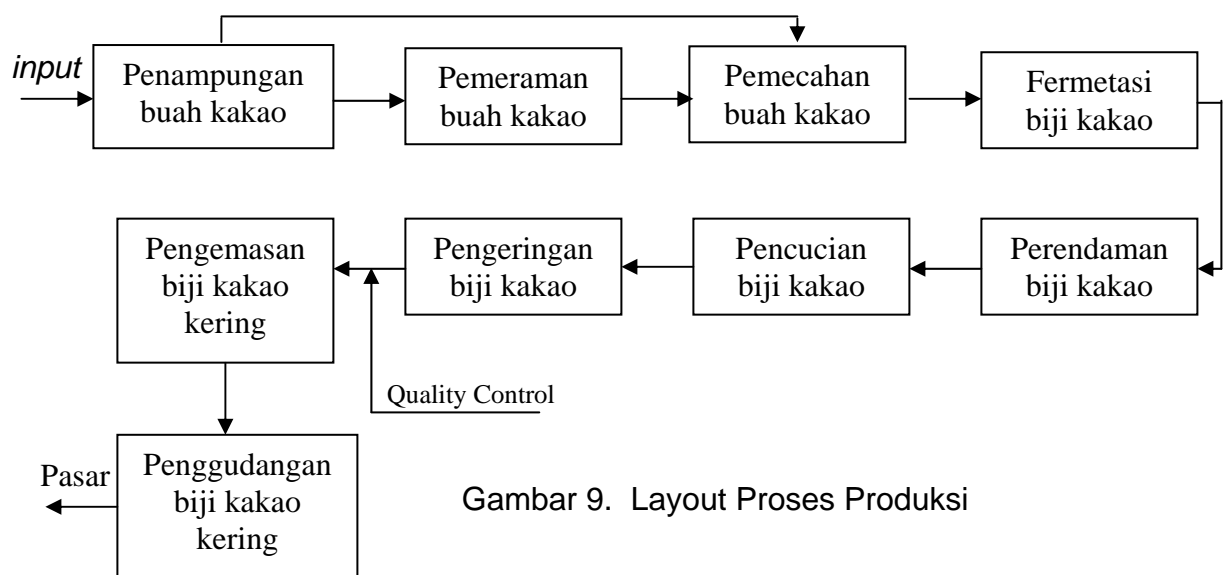 input
Penampungan
buah kakao
Pemeraman
buah kakao
Pemecahan
buah kakao
Fermetasi
biji kakao
Pengemasan
biji kakao
kering
Pengeringan
biji kakao
Pencucian
biji kakao
Perendaman
biji kakao
Quality Control
Pasar
Penggudangan
biji kakao
kering
Gambar 9. Layout Proses Produksi